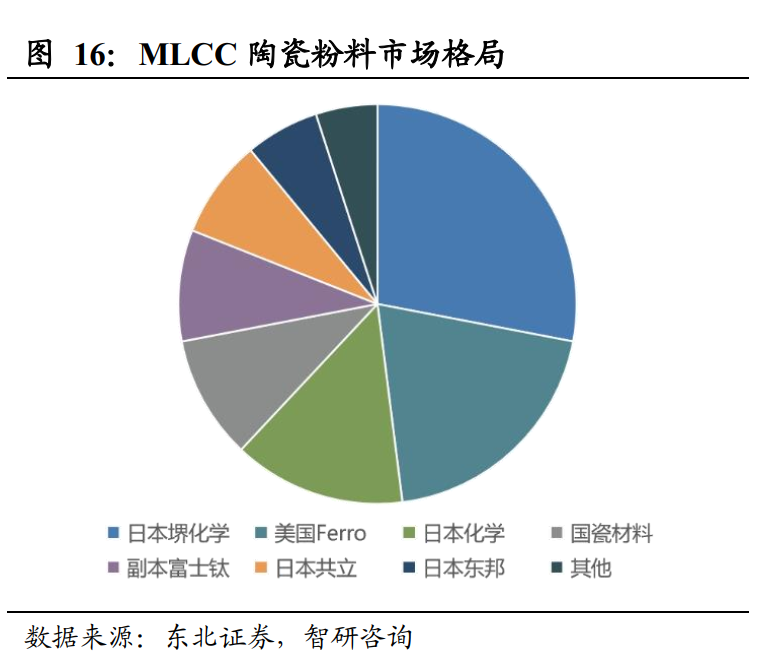 图 16：MLCC 陶瓷粉料市场格局
日本堺化学 美国Ferro 日本化学 国瓷材料
副本富士钛 日本共立 日本东邦 其他
数据来源：东北证券，智研咨询